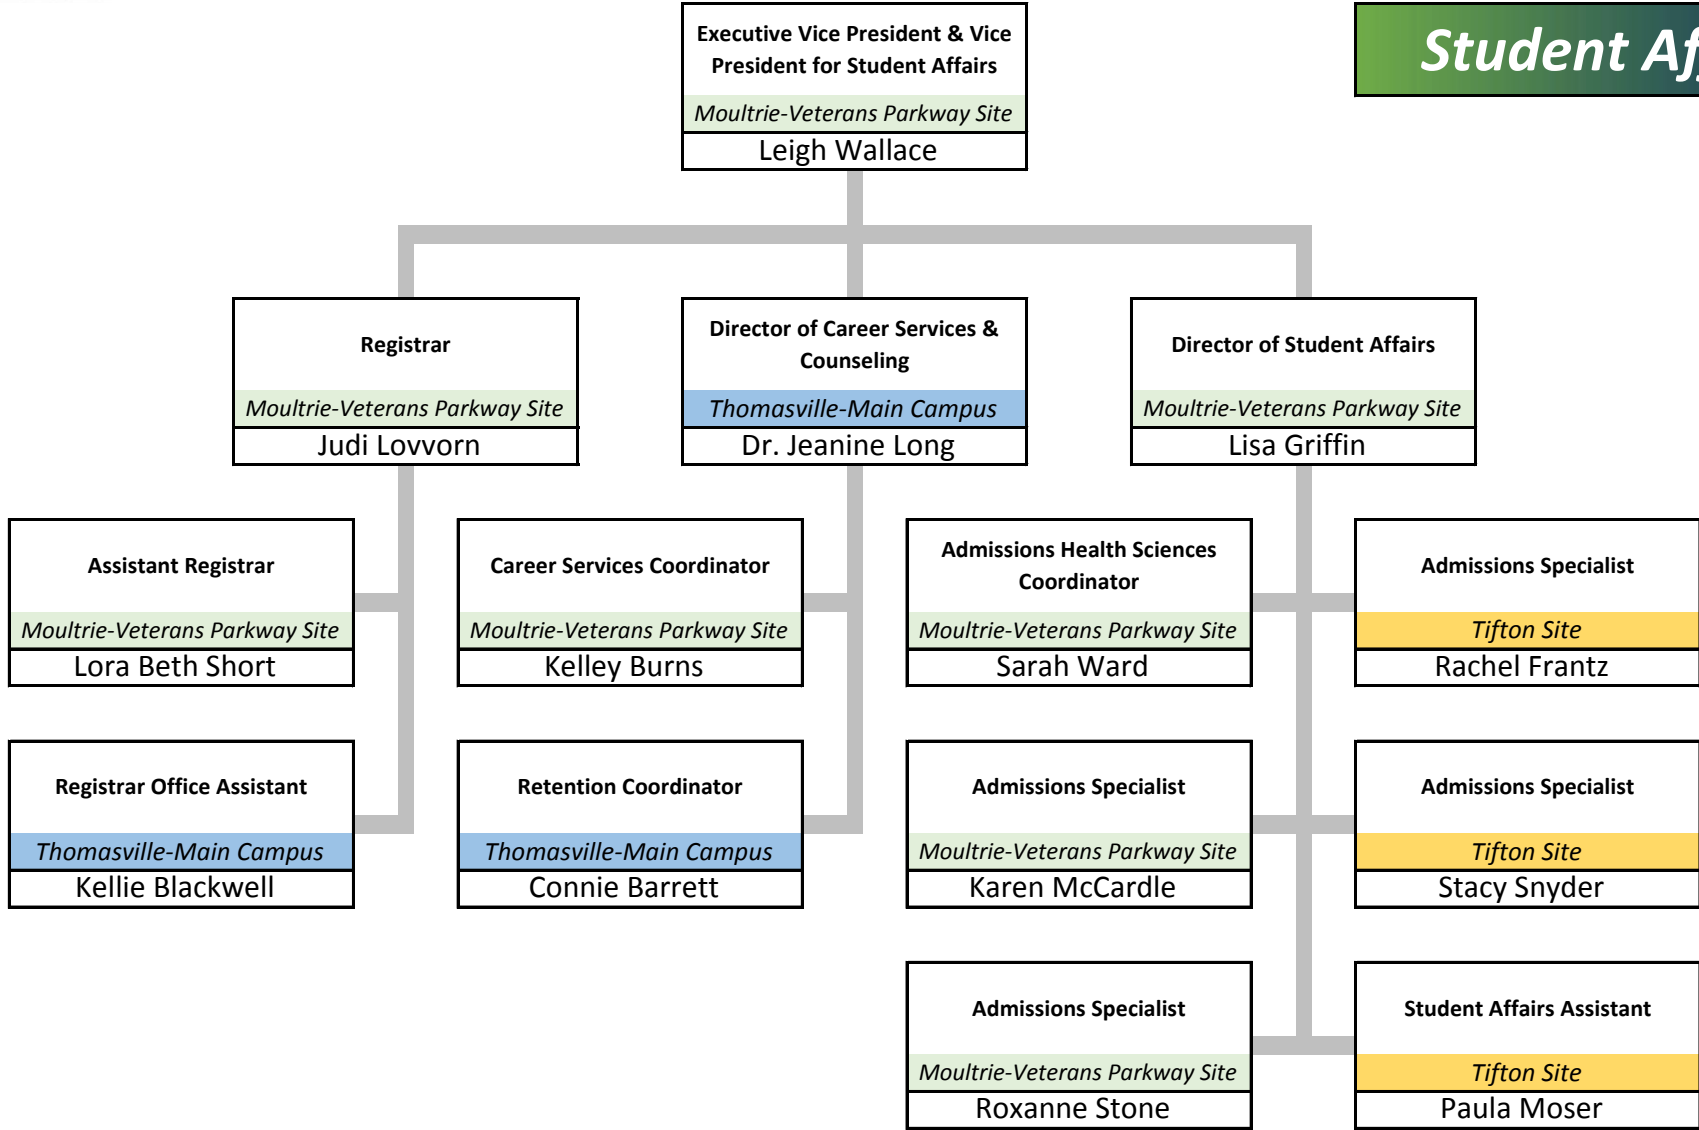 Executive Vice President & Vice
President for Student Affairs
Moultrie-Veterans Parkway Site
Leigh Wallace
Student Af
Registrar
Moultrie-Veterans Parkway Site
Judi Lovvorn
Director of Career Services &
Counseling
Thomasville-Main Campus
Dr. Jeanine Long
Director of Student Affairs
Moultrie-Veterans Parkway Site
Lisa Griffin
Assistant Registrar
Moultrie-Veterans Parkway Site
Lora Beth Short
Career Services Coordinator
Moultrie-Veterans Parkway Site
Kelley Burns
Admissions Health Sciences
Coordinator
Moultrie-Veterans Parkway Site
Sarah Ward
Admissions Specialist
Tifton Site
Rachel Frantz
Registrar Office Assistant
Thomasville-Main Campus
Kellie Blackwell
Retention Coordinator
Thomasville-Main Campus
Connie Barrett
Admissions Specialist
Moultrie-Veterans Parkway Site
Karen McCardle
Admissions Specialist
Tifton Site
Stacy Snyder
Admissions Specialist
Moultrie-Veterans Parkway Site
Roxanne Stone
Student Affairs Assistant
Tifton Site
Paula Moser